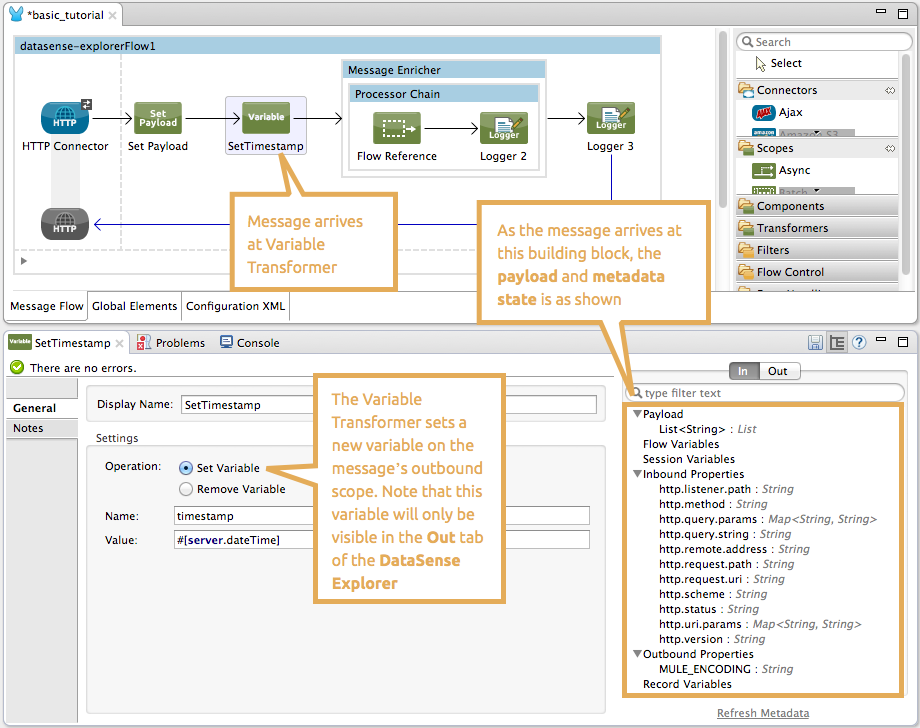 *basic_tutorial
datasense-explorerFlow1
Message Enricher
Processor Chain
HTTP
Set Payload
Variable
Logger
Logger
HTTP Connector
Set Payload
SetTimestamp
Flow Reference
Logger 2
Logger 3
HTTP
Message arrives
at Variable
Transformer
As the message arrives at
this building block, the
payload and metadata
state is as shown
Search
Select
Connectors
Ajax
Amazon S3
Scopes
Async
Batch
Components
Transformers
Filters
Flow Control
Message Flow
Global Elements
Configuration XML
Variable
SetTimestamp
Problems
Console
There are no errors.
General
Notes
Display Name:
SetTimestamp
Settings
Operation:
Set Variable
Remove Variable
Name:
timestamp
Value:
#[server.dateTime]
The Variable
Transformer sets a
new variable on the
message's outbound
scope. Note that this
variable will only be
visible in the Out tab
of the DataSense
Explorer
In
Out
type filter text
Payload
List<String> : List
Flow Variables
Session Variables
Inbound Properties
http.listener.path : String
http.method : String
http.query.params : Map<String, String>
http.query.string : String
http.remote.address : String
http.request.path : String
http.request.uri : String
http.scheme : String
http.status : String
http.uri.params : Map<String, String>
http.version : String
Outbound Properties
MULE_ENCODING : String
Record Variables
Refresh Metadata